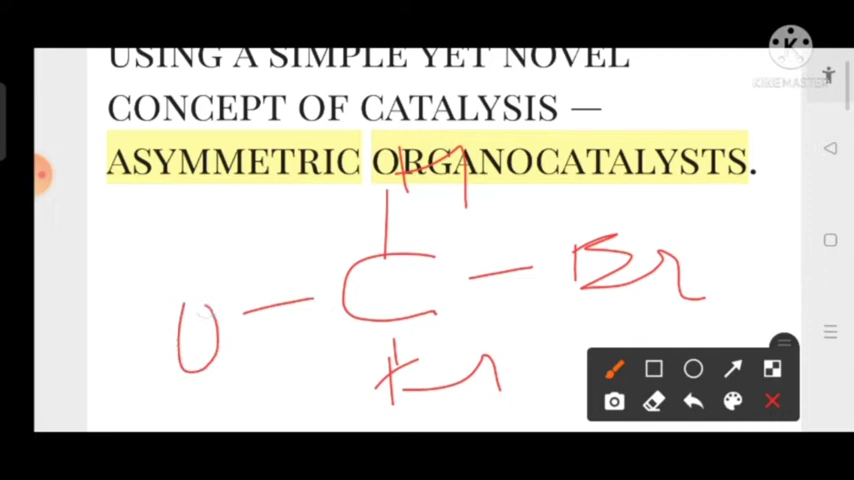 USING A SIMPLE YET NOVEL
CONCEPT OF CATALYSIS —
ASYMMETRIC ORGANOCATALYSTS.
H
O — C — Br
H
KINEMASTER